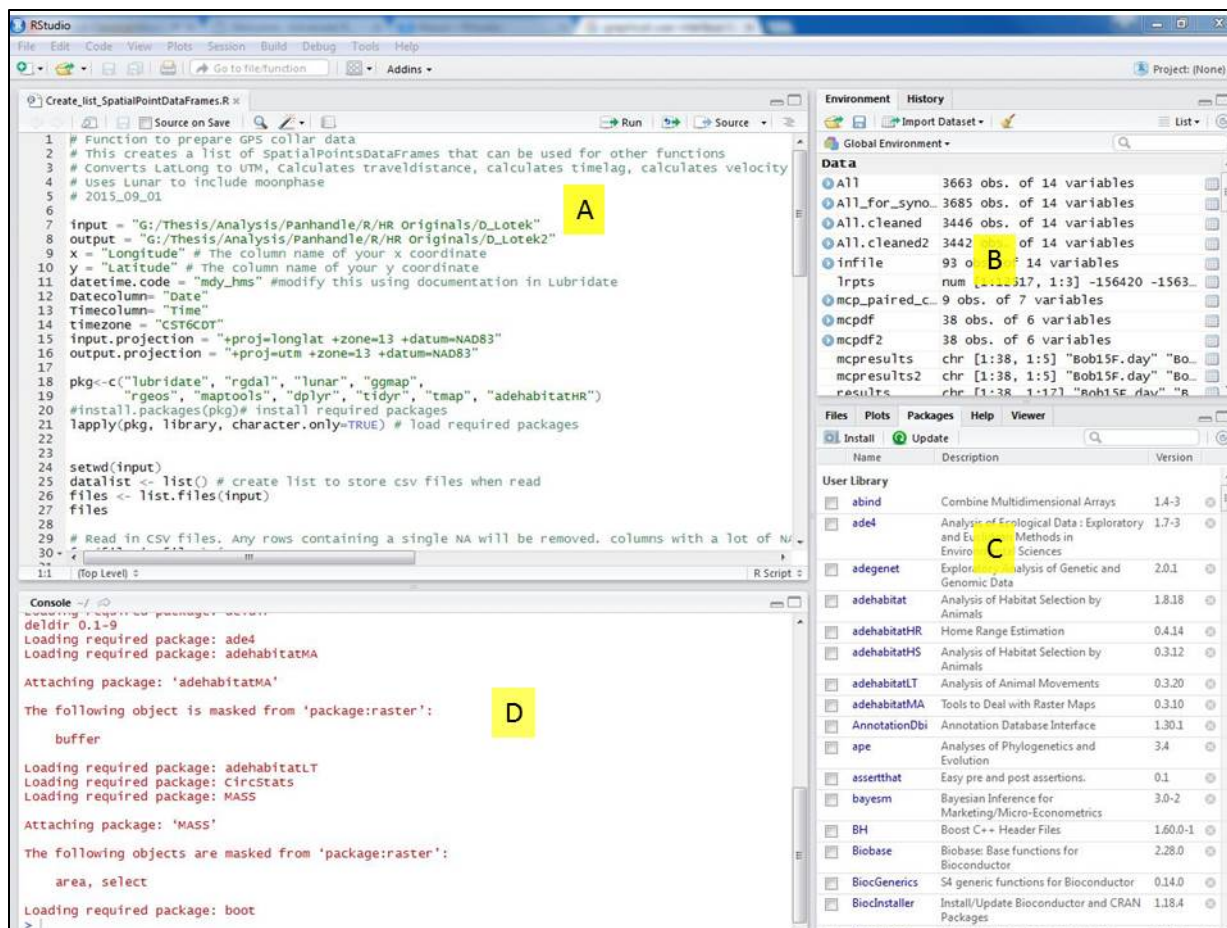 RStudio
File Edit Code View Plots Session Build Debug Tools Help
Go to file/function Addins Project: (None)
Create_list_SpatialPointDataFrames.R
Source on Save Run Source
1 # Function to prepare GPS collar data
2 # This creates a list of SpatialPointsDataFrames that can be used for other functions
3 # Converts LatLong to UTM, Calculates traveldistance, calculates timelag, calculates velocity
4 # Uses Lunar to include moonphase
5 # 2015_09_01
6
7 input = "G:/Thesis/Analysis/Panhandle/R/HR Originals/D_Lotek"
8 output = "G:/Thesis/Analysis/Panhandle/R/HR Originals/D_Lotek2"
9 x = "Longitude" # The column name of your x coordinate
10 y = "Latitude" # The column name of your y coordinate
11 datetime.code = "mdy_hms" #modify this using documentation in Lubridate
12 Datecolumn= "Date"
13 Timecolumn= "Time"
14 timezone = "CST6CDT"
15 input.projection = "+proj=longlat +zone=13 +datum=NAD83"
16 output.projection = "+proj=utm +zone=13 +datum=NAD83"
17
18 pkg<-c("lubridate", "rgdal", "lunar", "ggmap",
19 "rgeos", "maptools", "dplyr", "tidyr", "tmap", "adehabitatHR")
20 #install.packages(pkg)# install required packages
21 lapply(pkg, library, character.only=TRUE) # load required packages
22
23
24 setwd(input)
25 datalist <- list() # create list to store csv files when read
26 files <- list.files(input)
27 files
28
29 # Read in CSV files. Any rows containing a single NA will be removed. columns with a lot of NA
30
A
1:1 (Top Level) R Script
Console ~/
Loading required package: deldir
deldir 0.1-9
Loading required package: ade4
Loading required package: adehabitatMA
Attaching package: ‘adehabitatMA’
The following object is masked from ‘package:raster’:
buffer
Loading required package: adehabitatLT
Loading required package: CircStats
Loading required package: MASS
Attaching package: ‘MASS’
The following objects are masked from ‘package:raster’:
area, select
Loading required package: boot
>
D
Environment History
Import Dataset List
Global Environment
Data
All 3663 obs. of 14 variables
All_for_syno… 3685 obs. of 14 variables
All.cleaned 3446 obs. of 14 variables
All.cleaned2 3442 of 14 variables
infile 93 of 14 variables
lrpts num 1:3] -156420 -1563…
mcp_paired_c… 9 obs. of 7 variables
mcpdf 38 obs. of 6 variables
mcpdf2 38 obs. of 6 variables
mcpresults chr [1:38, 1:5] "Bob15F.day" "Bo…
mcpresults2 chr [1:38, 1:5] "Bob15F.day" "Bo…
results chr [1:38, 1:17] "Bob15F.day" "B
B
Files Plots Packages Help Viewer
Install Update
Name Description Version
User Library
abind Combine Multidimensional Arrays 1.4-3
ade4 Analysis of Ecological Data : Exploratory 1.7-3
and Methods in
Sciences
adegenet Analysis of Genetic and 2.0.1
Genomic Data
adehabitat Analysis of Habitat Selection by 1.8.18
Animals
adehabitatHR Home Range Estimation 0.4.14
adehabitatHS Analysis of Habitat Selection by 0.3.12
Animals
adehabitatLT Analysis of Animal Movements 0.3.20
adehabitatMA Tools to Deal with Raster Maps 0.3.10
AnnotationDbi Annotation Database Interface 1.30.1
ape Analyses of Phylogenetics and 3.4
Evolution
assertthat Easy pre and post assertions. 0.1
bayesm Bayesian Inference for 3.0-2
Marketing/Micro-Econometrics
BH Boost C++ Header Files 1.60.0-1
Biobase Biobase: Base functions for 2.28.0
Bioconductor
BiocGenerics S4 generic functions for Bioconductor 0.14.0
BiocInstaller Install/Update Bioconductor and CRAN 1.18.4
Packages
C